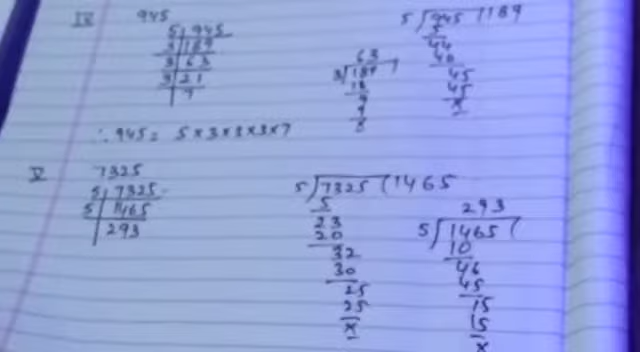 IV 945
5 | 945
3 | 189
3 | 63
3 | 21
| 7
∴ 945 = 5×3×3×3×7
63
3)189
18
9
9
x
5)945(189
5
44
40
45
45
x
V 7325
5 | 7325
5 | 1465
| 293
5)7325(1465
5
23
20
32
30
25
25
x
293
5)1465(
10
46
45
15
15
x